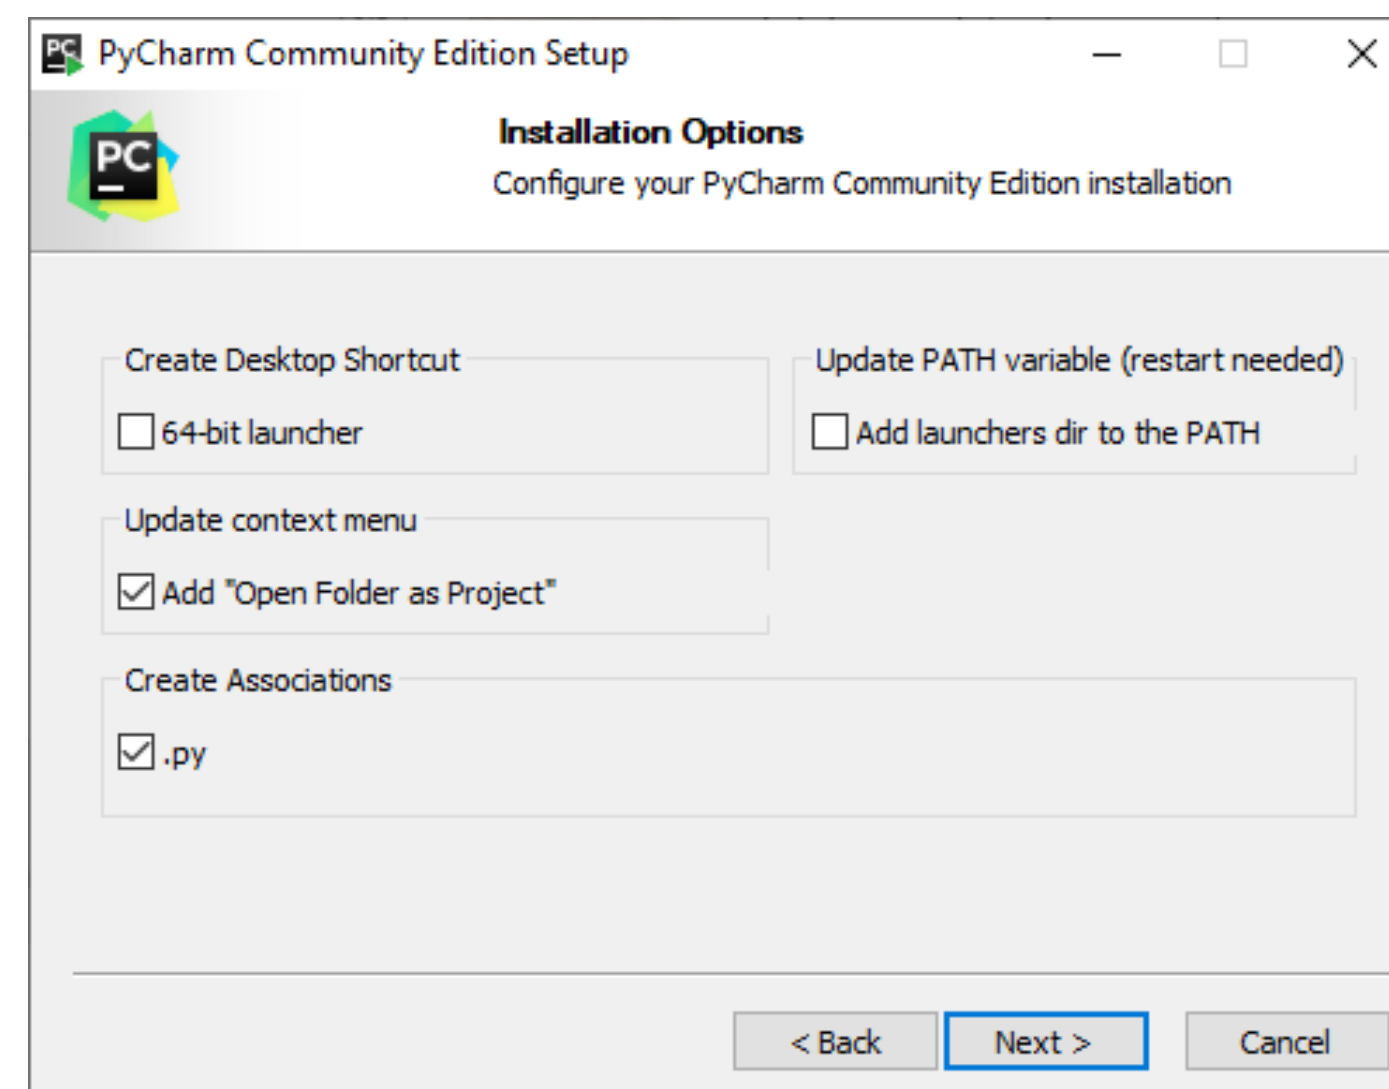 PyCharm Community Edition Setup
PC
Installation Options
Configure your PyCharm Community Edition installation
Create Desktop Shortcut
64-bit launcher
Update PATH variable (restart needed)
Add launchers dir to the PATH
Update context menu
Add "Open Folder as Project"
Create Associations
.py
< Back
Next >
Cancel